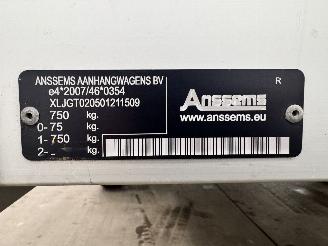 ANSSEMS AANHANGWAGENS BV
e4*2007/46*0354
XLJGT020501211509
750 kg
0- 75 kg
1- 750 kg
2- - kg
R
Anssems
www.anssems.eu